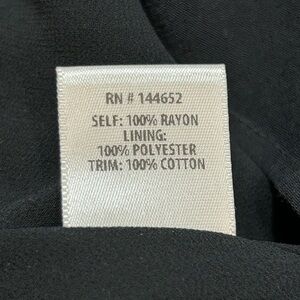 RN # 144652
SELF: 100% RAYON
LINING:
100% POLYESTER
TRIM: 100% COTTON